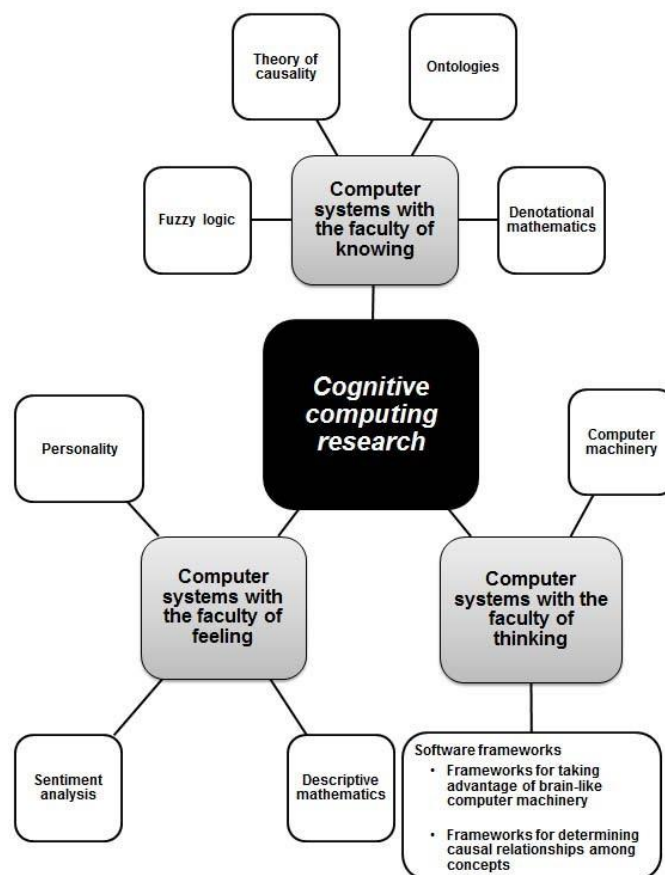 Theory of
causality
Ontologies
Fuzzy logic
Computer
systems with
the faculty of
knowing
Denotational
mathematics
Cognitive
computing
research
Personality
Computer
machinery
Computer
systems with
the faculty of
feeling
Computer
systems with the
faculty of
thinking
Sentiment
analysis
Descriptive
mathematics
Software frameworks
• Frameworks for taking
advantage of brain-like
computer machinery
• Frameworks for determining
causal relationships among
concepts